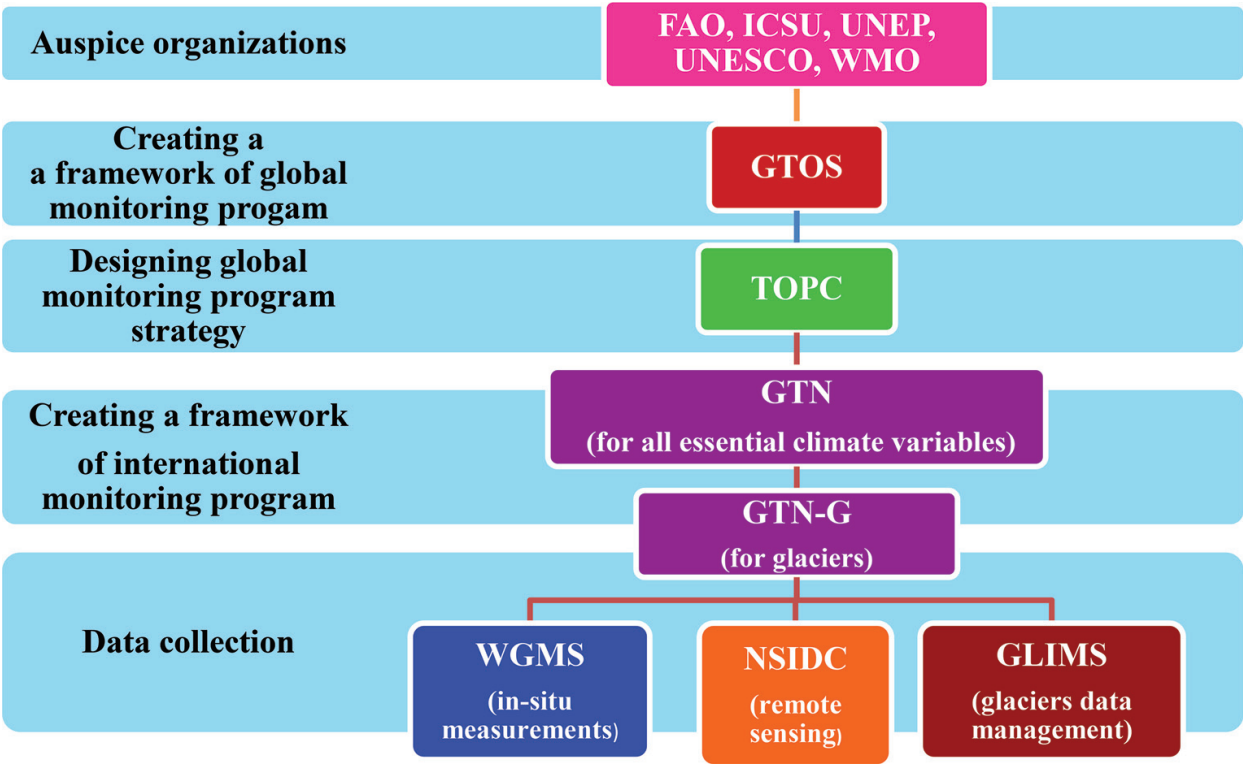 Auspice organizations
FAO, ICSU, UNEP,
UNESCO, WMO
Creating a
a framework of global
monitoring progam
GTOS
Designing global
monitoring program
strategy
TOPC
Creating a framework
of international
monitoring program
GTN
(for all essential climate variables)
GTN-G
(for glaciers)
Data collection
WGMS
(in-situ
measurements)
NSIDC
(remote
sensing)
GLIMS
(glaciers data
management)